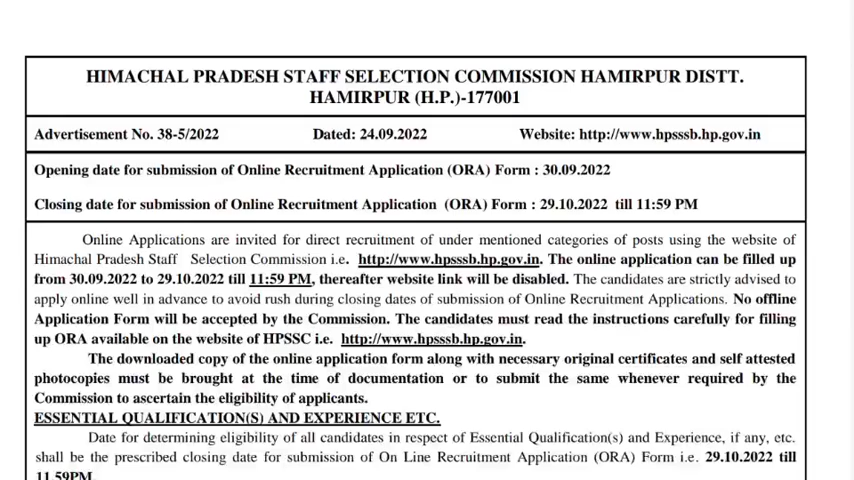 HIMACHAL PRADESH STAFF SELECTION COMMISSION HAMIRPUR DISTT.
HAMIRPUR (H.P.)-177001
Advertisement No. 38-5/2022 Dated: 24.09.2022 Website: http://www.hpsssb.hp.gov.in
Opening date for submission of Online Recruitment Application (ORA) Form : 30.09.2022
Closing date for submission of Online Recruitment Application (ORA) Form : 29.10.2022 till 11:59 PM
Online Applications are invited for direct recruitment of under mentioned categories of posts using the website of
Himachal Pradesh Staff Selection Commission i.e. http://www.hpsssb.hp.gov.in. The online application can be filled up
from 30.09.2022 to 29.10.2022 till 11:59 PM, thereafter website link will be disabled. The candidates are strictly advised to
apply online well in advance to avoid rush during closing dates of submission of Online Recruitment Applications. No offline
Application Form will be accepted by the Commission. The candidates must read the instructions carefully for filling
up ORA available on the website of HPSSC i.e. http://www.hpsssb.hp.gov.in.
The downloaded copy of the online application form along with necessary original certificates and self attested
photocopies must be brought at the time of documentation or to submit the same whenever required by the
Commission to ascertain the eligibility of applicants.
ESSENTIAL QUALIFICATION(S) AND EXPERIENCE ETC.
Date for determining eligibility of all candidates in respect of Essential Qualification(s) and Experience, if any, etc.
shall be the prescribed closing date for submission of On Line Recruitment Application (ORA) Form i.e. 29.10.2022 till
11.59PM.